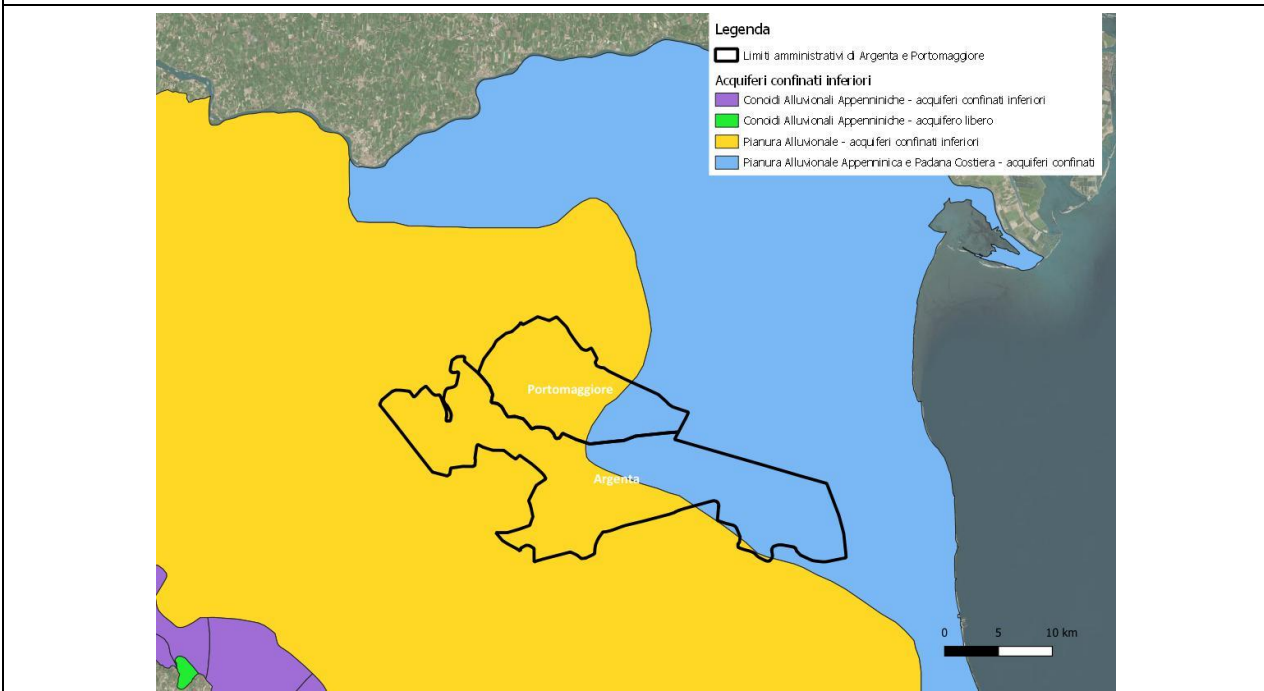 Legenda
Limiti amministrativi di Argenta e Portomaggiore
Acquiferi confinati inferiori
Conoidi Alluvionali Appenniniche - acquiferi confinati inferiori
Conoidi Alluvionali Appenniniche - acquifero libero
Pianura Alluvionale - acquiferi confinati inferiori
Pianura Alluvionale Appenninica e Padana Costiera - acquiferi confinati
Portomaggiore
Argenta
0 5 10 km